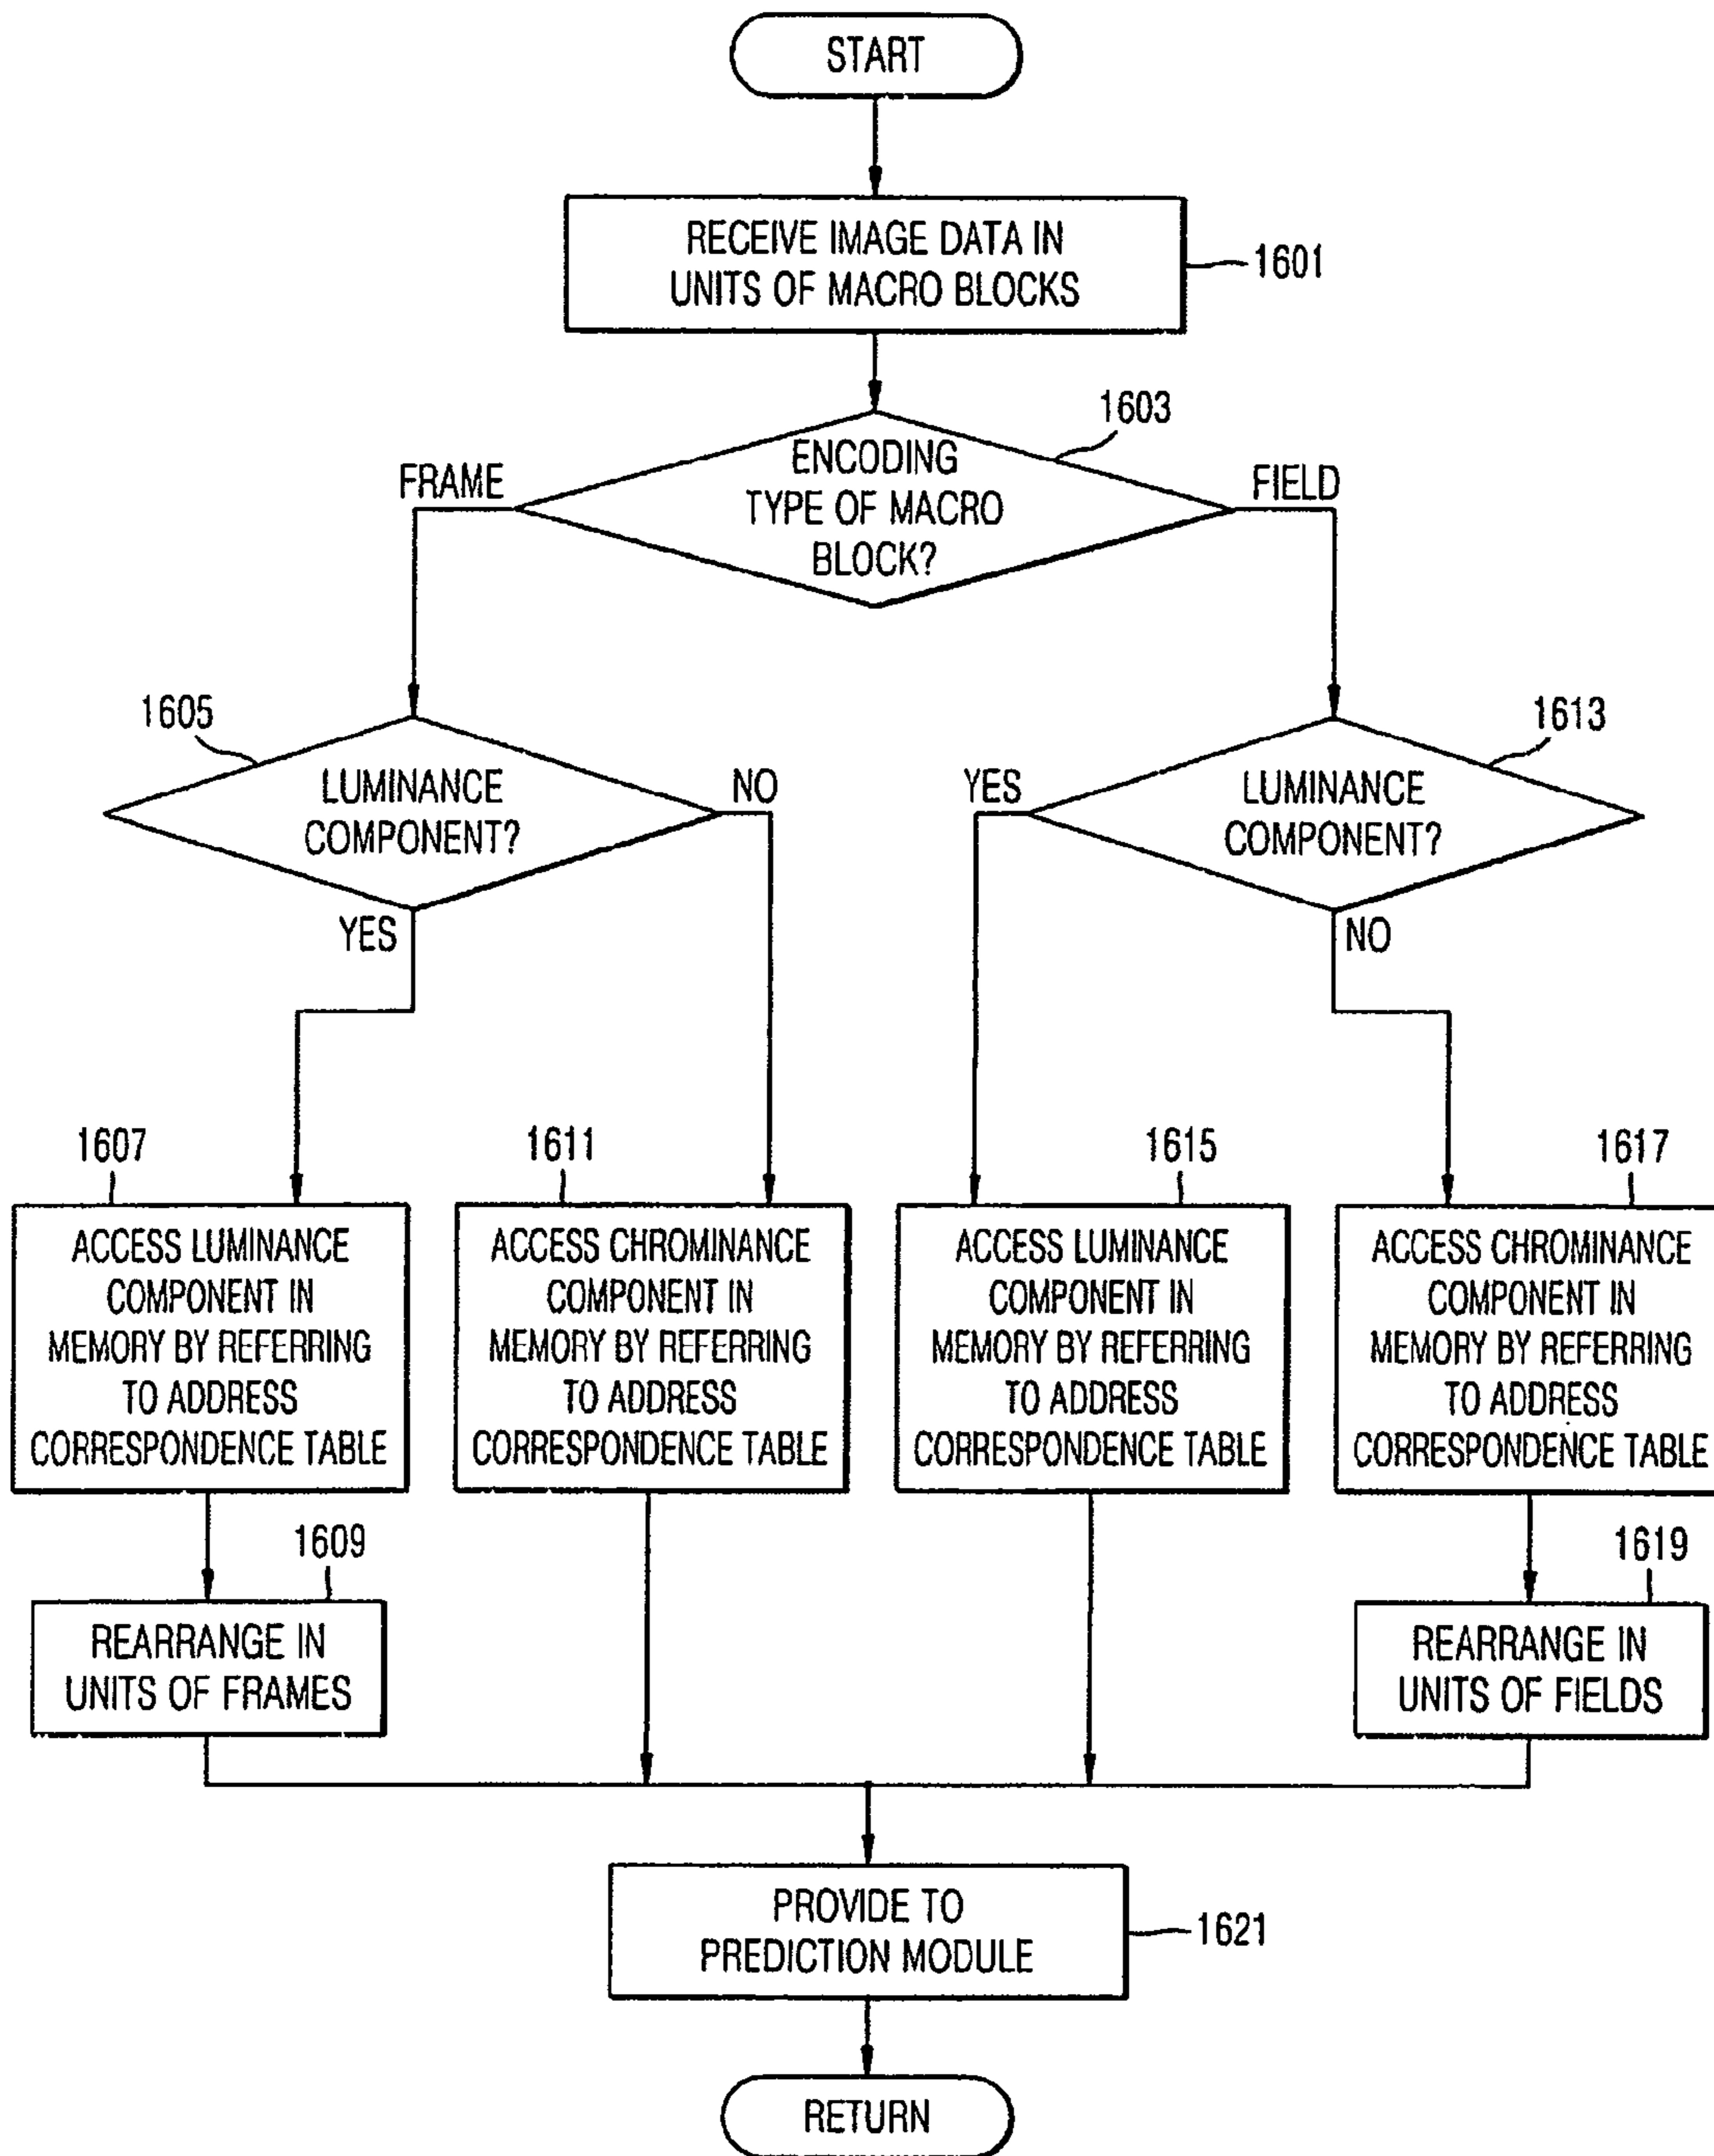 START
RECEIVE IMAGE DATA IN
UNITS OF MACRO BLOCKS
1601
1603
ENCODING
TYPE OF MACRO
BLOCK?
FRAME
FIELD
1605
LUMINANCE
COMPONENT?
NO
YES
1613
YES
LUMINANCE
COMPONENT?
NO
1607
ACCESS LUMINANCE
COMPONENT IN
MEMORY BY REFERRING
TO ADDRESS
CORRESPONDENCE TABLE
1611
ACCESS CHROMINANCE
COMPONENT IN
MEMORY BY REFERRING
TO ADDRESS
CORRESPONDENCE TABLE
1615
ACCESS LUMINANCE
COMPONENT IN
MEMORY BY REFERRING
TO ADDRESS
CORRESPONDENCE TABLE
1617
ACCESS CHROMINANCE
COMPONENT IN
MEMORY BY REFERRING
TO ADDRESS
CORRESPONDENCE TABLE
1609
REARRANGE IN
UNITS OF FRAMES
1619
REARRANGE IN
UNITS OF FIELDS
PROVIDE TO
PREDICTION MODULE
1621
RETURN